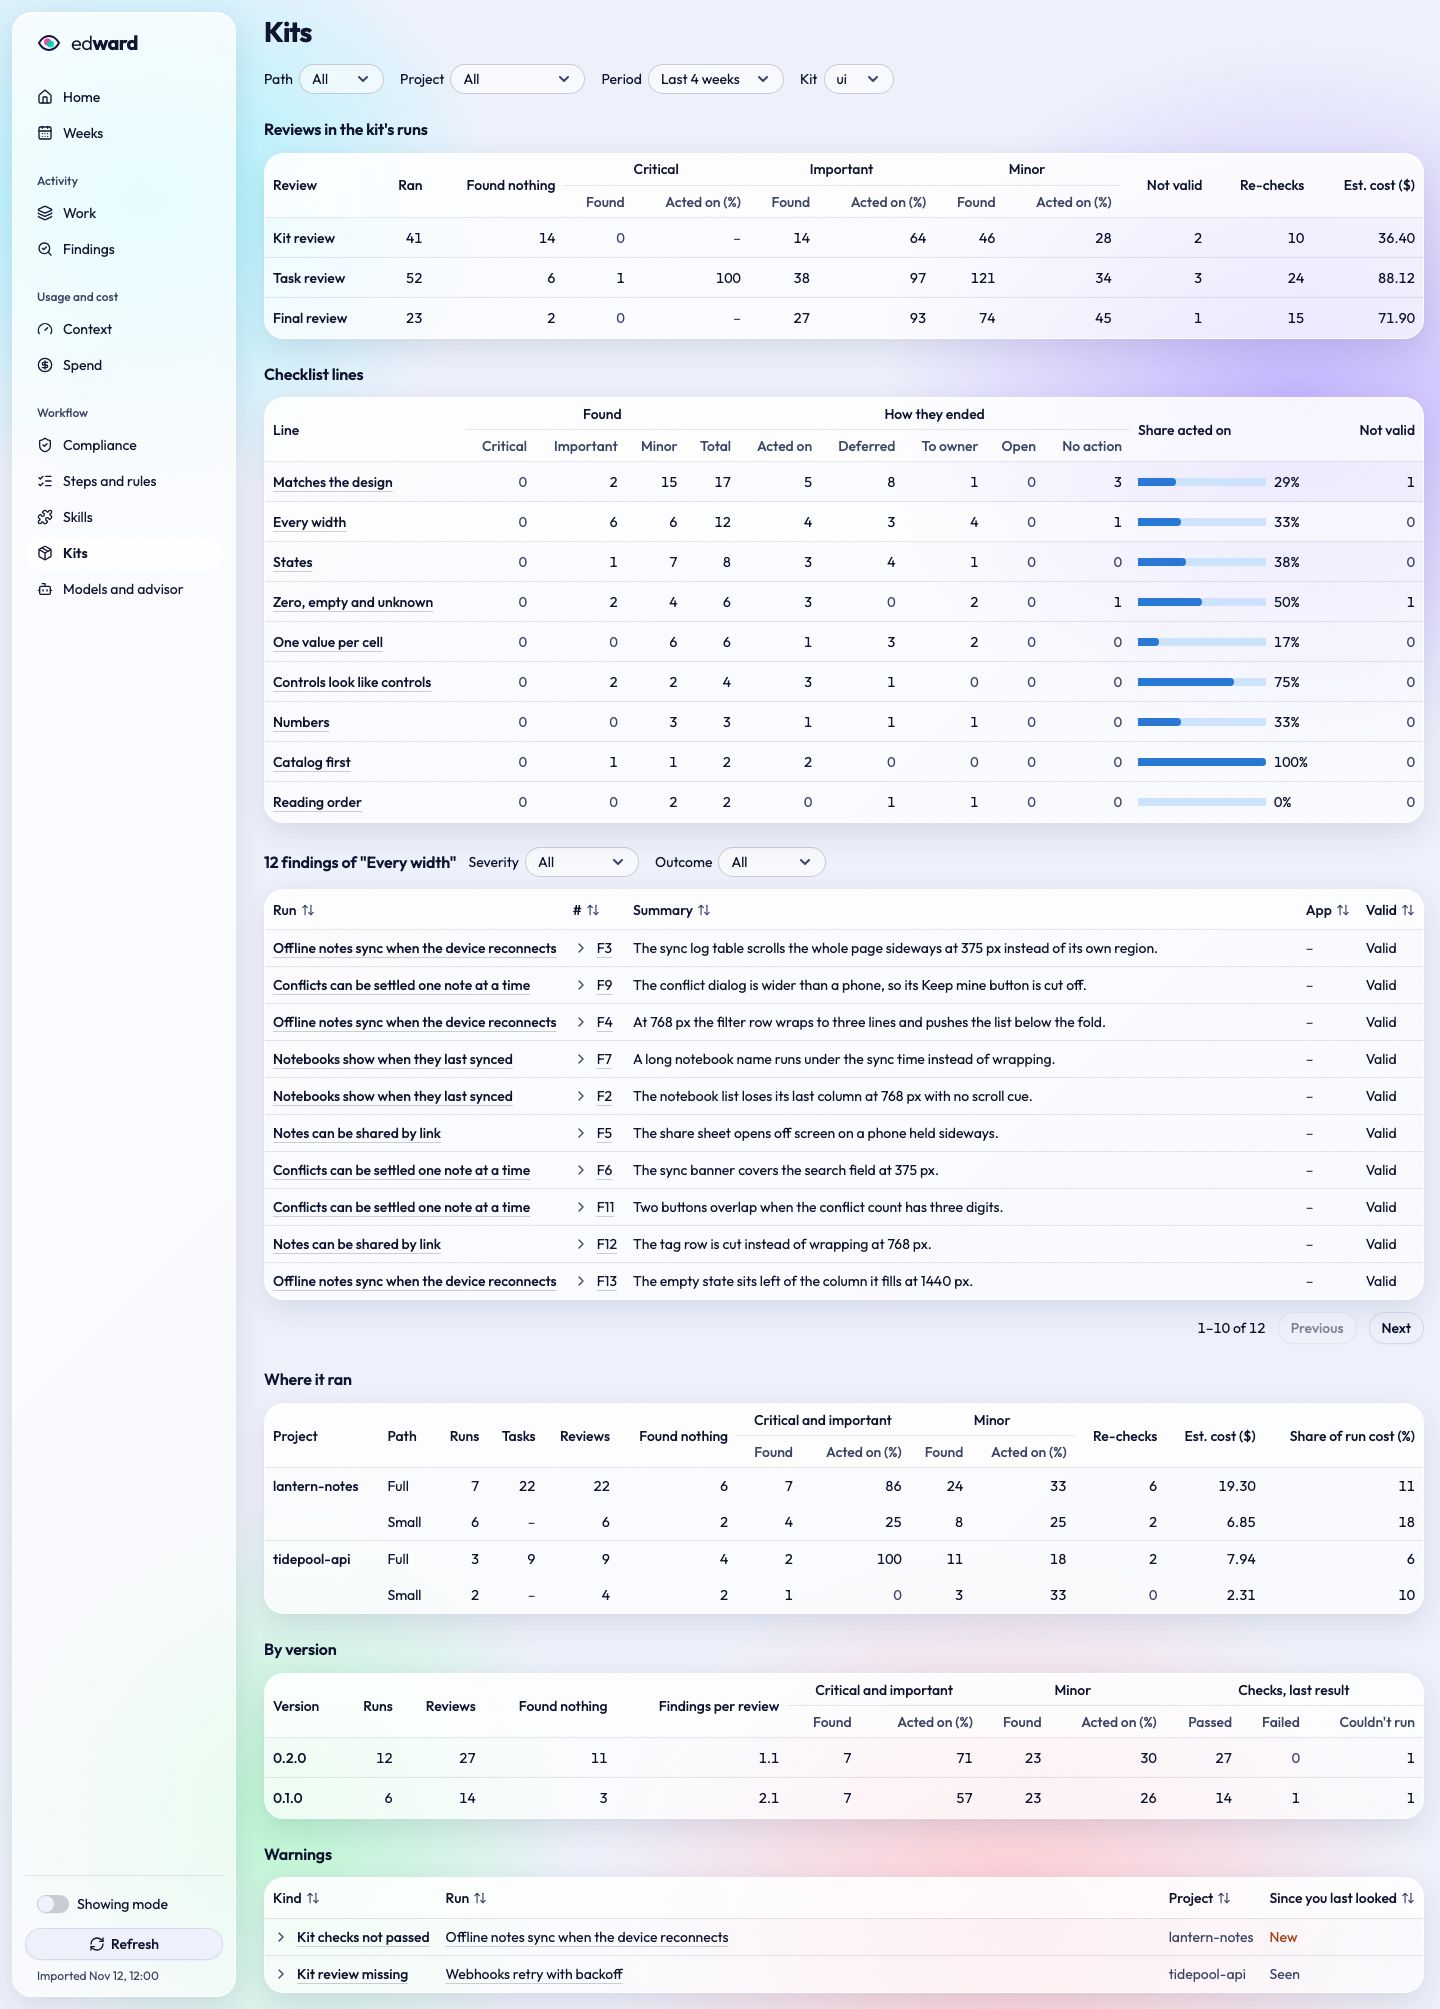 edward
Home
Weeks
Activity
Work
Findings
Usage and cost
Context
Spend
Workflow
Compliance
Steps and rules
Skills
Kits
Models and advisor
Showing mode
Refresh
Imported Nov 12, 12:00
Kits
Path All Project All Period Last 4 weeks Kit ui
Reviews in the kit's runs
Review Ran Found nothing Critical Important Minor Not valid Re-checks Est. cost ($)
Found Acted on (%) Found Acted on (%) Found Acted on (%)
Kit review 41 14 0 – 14 64 46 28 2 10 36.40
Task review 52 6 1 100 38 97 121 34 3 24 88.12
Final review 23 2 0 – 27 93 74 45 1 15 71.90
Checklist lines
Line Found How they ended Share acted on Not valid
Critical Important Minor Total Acted on Deferred To owner Open No action
Matches the design 0 2 15 17 5 8 1 0 3 29% 1
Every width 0 6 6 12 4 3 4 0 1 33% 0
States 0 1 7 8 3 4 1 0 0 38% 0
Zero, empty and unknown 0 2 4 6 3 0 2 0 1 50% 1
One value per cell 0 0 6 6 1 3 2 0 0 17% 0
Controls look like controls 0 2 2 4 3 1 0 0 0 75% 0
Numbers 0 0 3 3 1 1 1 0 0 33% 0
Catalog first 0 1 1 2 2 0 0 0 0 100% 0
Reading order 0 0 2 2 0 1 1 0 0 0% 0
12 findings of "Every width" Severity All Outcome All
Run # Summary App Valid
Offline notes sync when the device reconnects F3 The sync log table scrolls the whole page sideways at 375 px instead of its own region. – Valid
Conflicts can be settled one note at a time F9 The conflict dialog is wider than a phone, so its Keep mine button is cut off. – Valid
Offline notes sync when the device reconnects F4 At 768 px the filter row wraps to three lines and pushes the list below the fold. – Valid
Notebooks show when they last synced F7 A long notebook name runs under the sync time instead of wrapping. – Valid
Notebooks show when they last synced F2 The notebook list loses its last column at 768 px with no scroll cue. – Valid
Notes can be shared by link F5 The share sheet opens off screen on a phone held sideways. – Valid
Conflicts can be settled one note at a time F6 The sync banner covers the search field at 375 px. – Valid
Conflicts can be settled one note at a time F11 Two buttons overlap when the conflict count has three digits. – Valid
Notes can be shared by link F12 The tag row is cut instead of wrapping at 768 px. – Valid
Offline notes sync when the device reconnects F13 The empty state sits left of the column it fills at 1440 px. – Valid
1–10 of 12 Previous Next
Where it ran
Project Path Runs Tasks Reviews Found nothing Critical and important Minor Re-checks Est. cost ($) Share of run cost (%)
Found Acted on (%) Found Acted on (%)
lantern-notes Full 7 22 22 6 7 86 24 33 6 19.30 11
Small 6 – 6 2 4 25 8 25 2 6.85 18
tidepool-api Full 3 9 9 4 2 100 11 18 2 7.94 6
Small 2 – 4 2 1 0 3 33 0 2.31 10
By version
Version Runs Reviews Found nothing Findings per review Critical and important Minor Checks, last result
Found Acted on (%) Found Acted on (%) Passed Failed Couldn't run
0.2.0 12 27 11 1.1 7 71 23 30 27 0 1
0.1.0 6 14 3 2.1 7 57 23 26 14 1 1
Warnings
Kind Run Project Since you last looked
Kit checks not passed Offline notes sync when the device reconnects lantern-notes New
Kit review missing Webhooks retry with backoff tidepool-api Seen